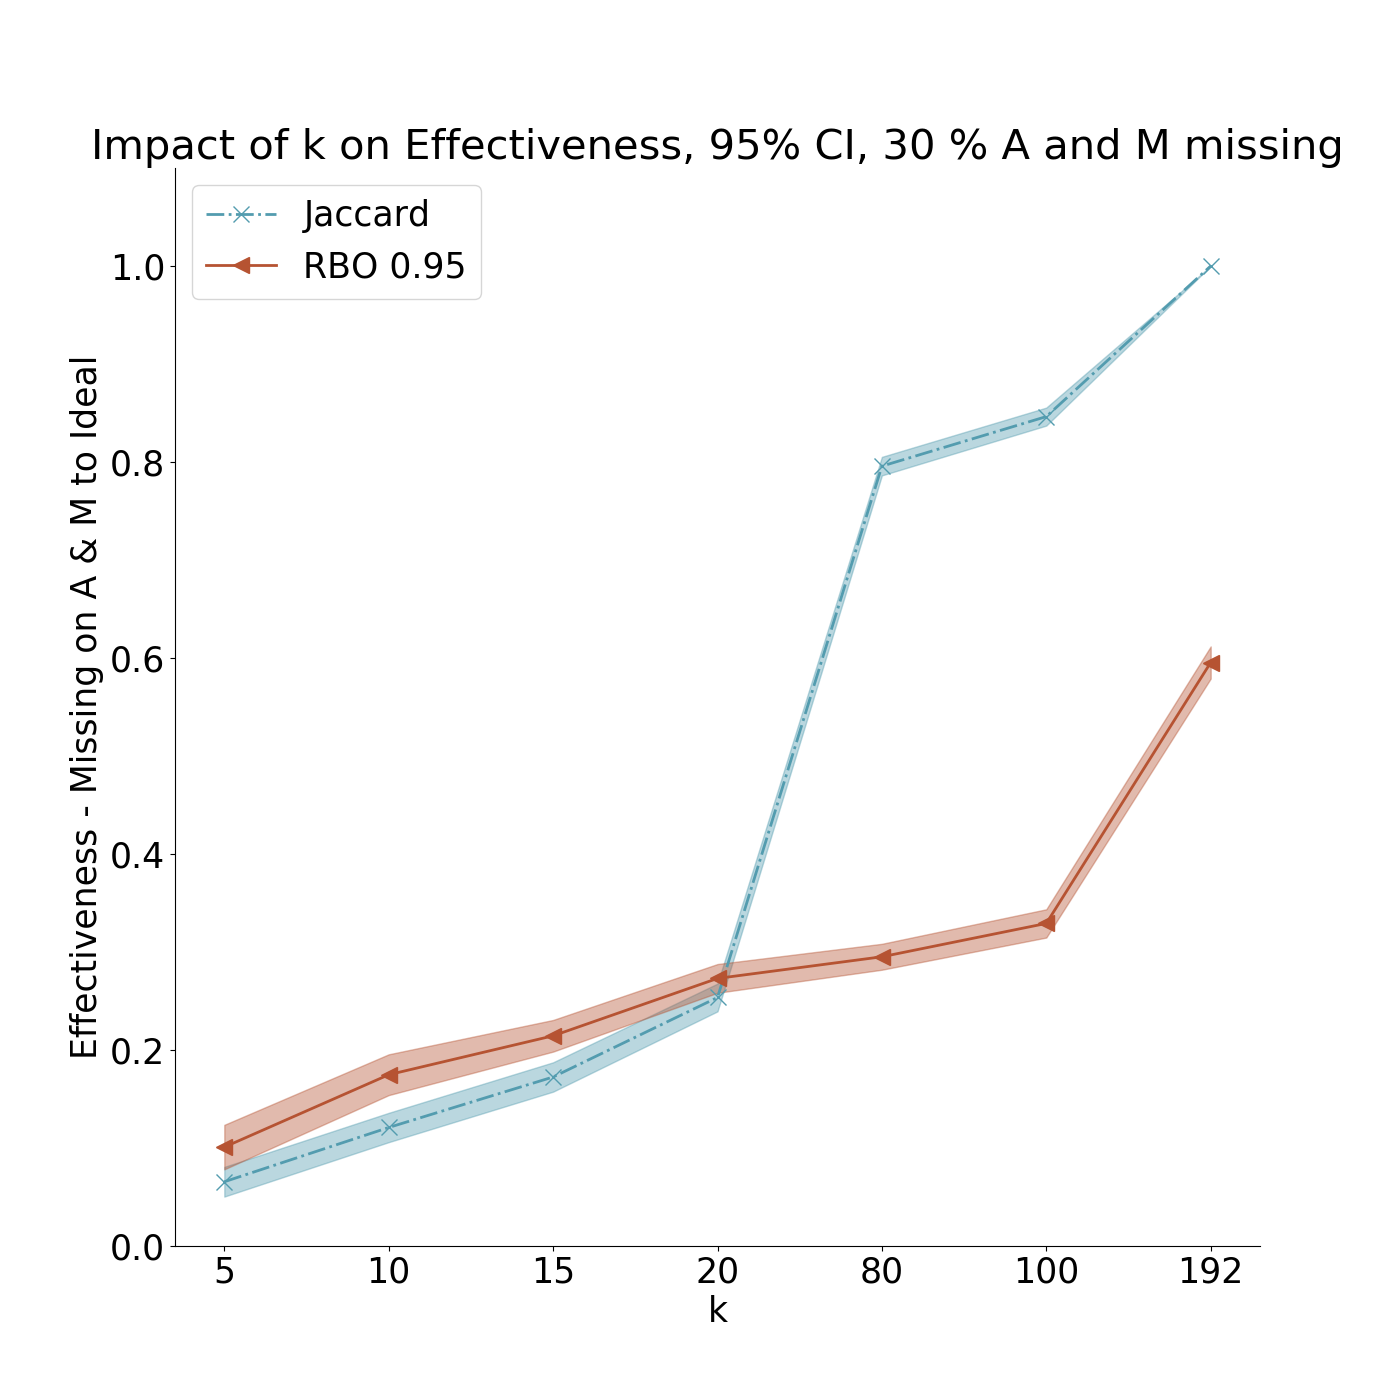 Impact of k on Effectiveness, 95% CI, 30 % A and M missing
Jaccard
RBO 0.95
Effectiveness - Missing on A & M to Ideal
1.0
0.8
0.6
0.4
0.2
0.0
5 10 15 20 80 100 192
k